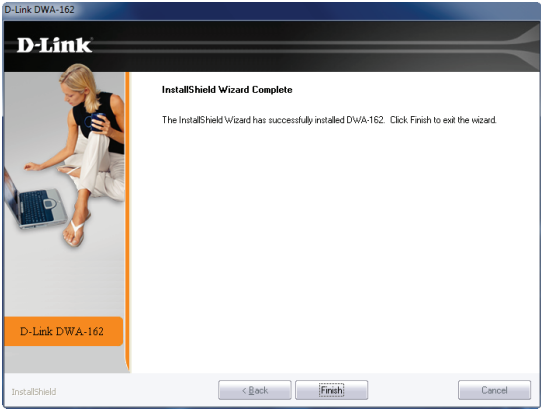 D-Link DWA-162
D-Link
InstallShield Wizard Complete
The InstallShield Wizard has successfully installed DWA-162. Click Finish to exit the wizard.
D-Link DWA-162
InstallShield
< Back
Finish
Cancel